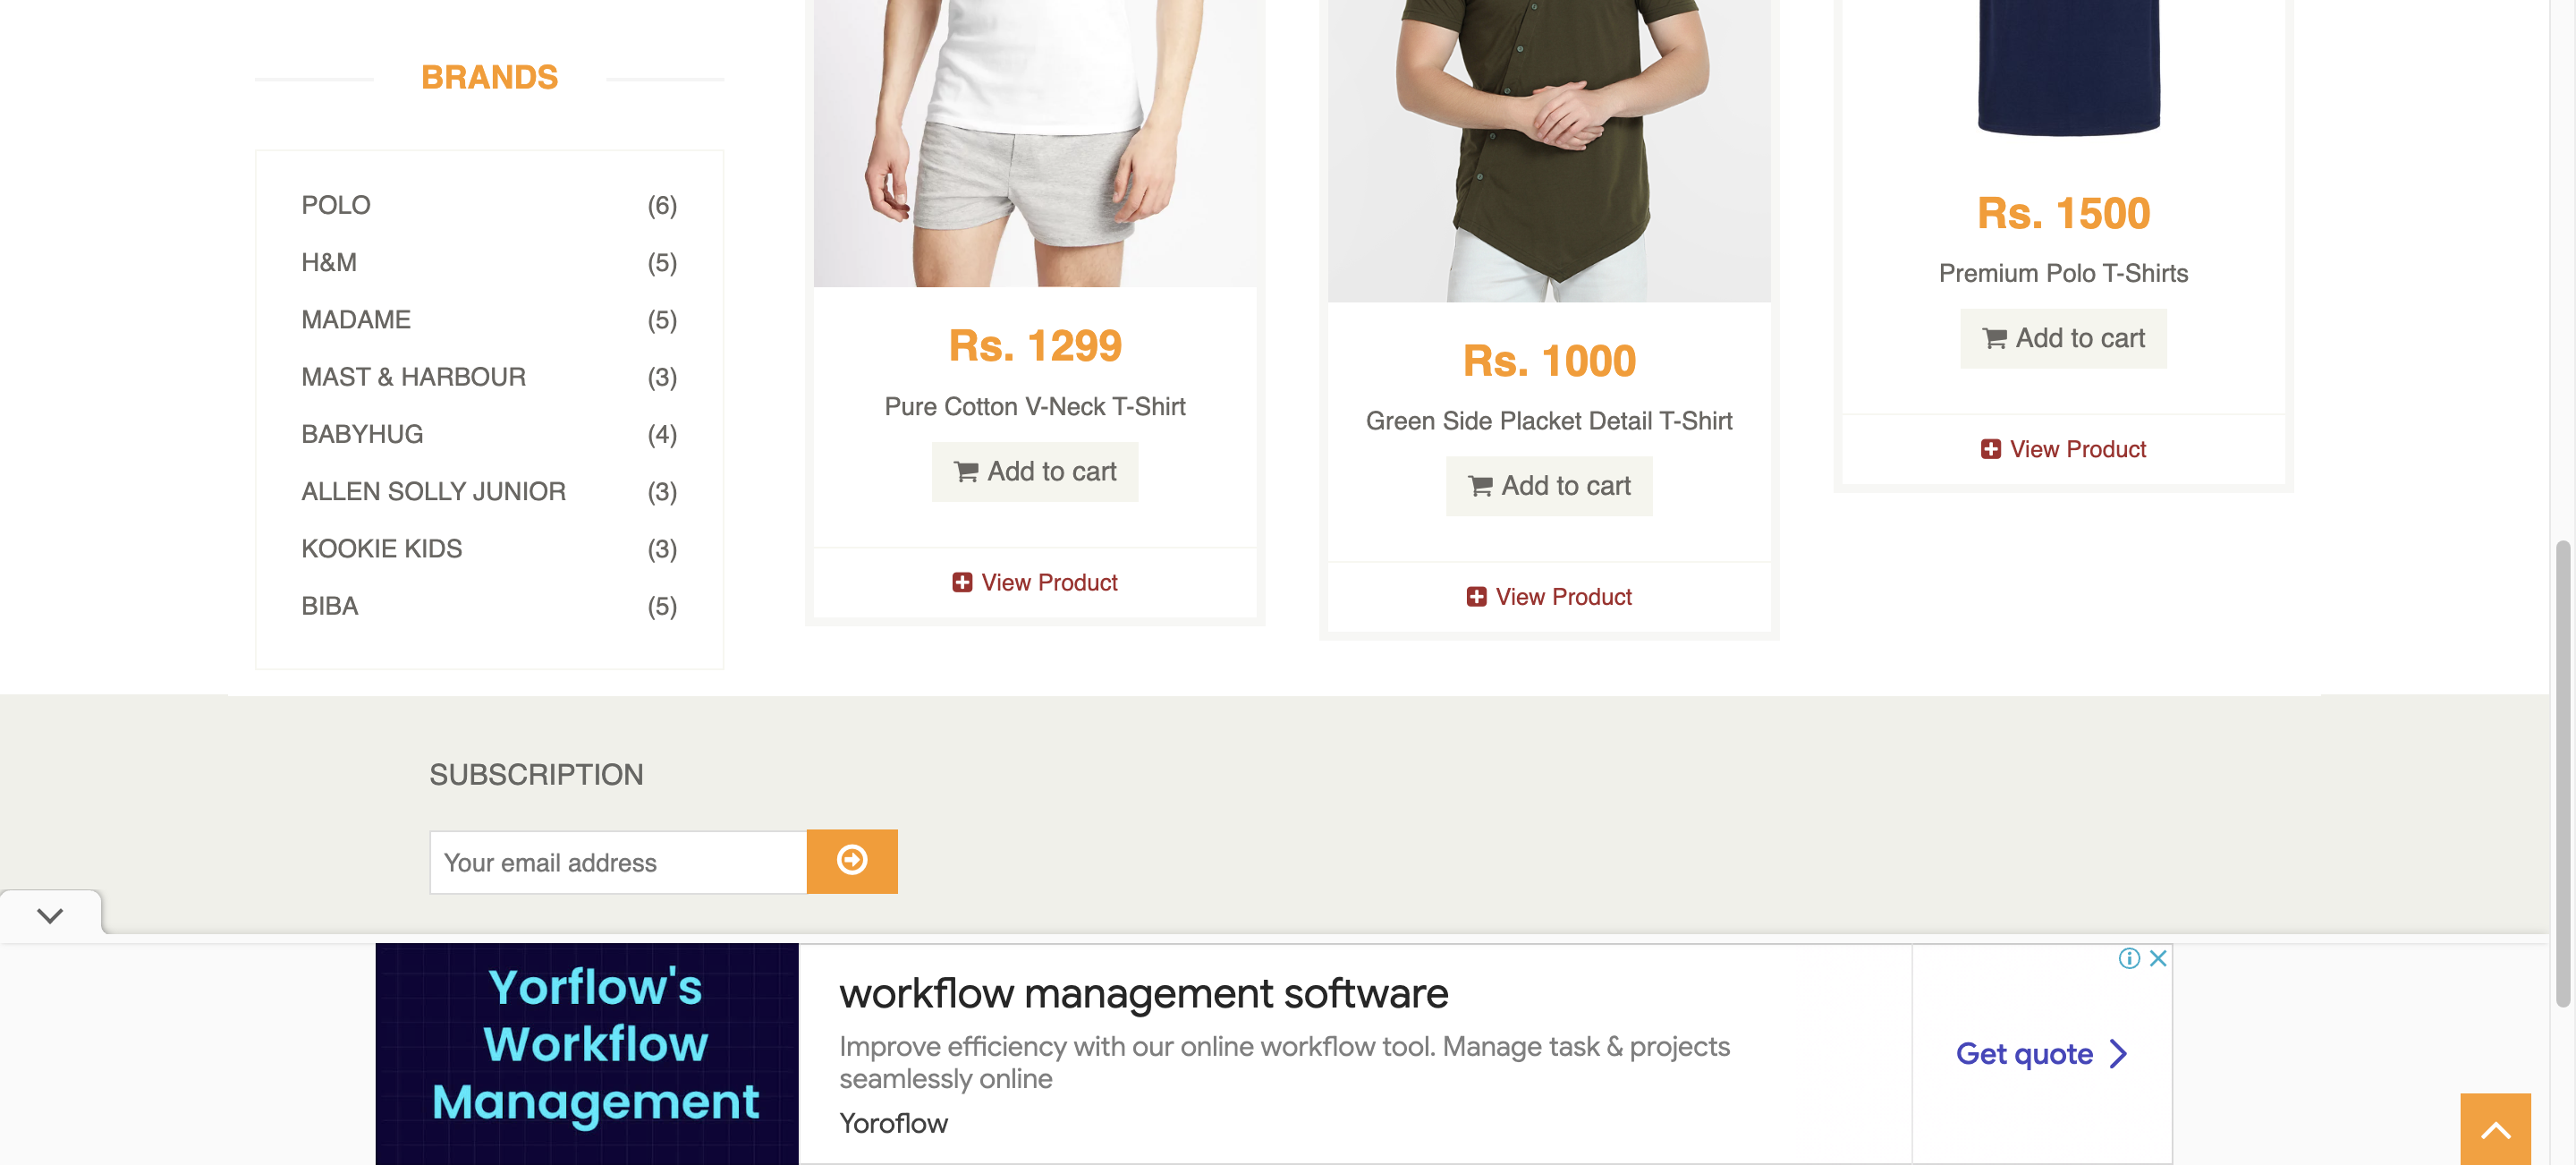 BRANDS
POLO (6)
H&M (5)
MADAME (5)
MAST & HARBOUR (3)
BABYHUG (4)
ALLEN SOLLY JUNIOR (3)
KOOKIE KIDS (3)
BIBA (5)
Rs. 1299
Pure Cotton V-Neck T-Shirt
Add to cart
View Product
Rs. 1000
Green Side Placket Detail T-Shirt
Add to cart
View Product
Rs. 1500
Premium Polo T-Shirts
Add to cart
View Product
SUBSCRIPTION
Your email address
Yorflow's
Workflow
Management
workflow management software
Improve efficiency with our online workflow tool. Manage task & projects
seamlessly online
Yoroflow
Get quote